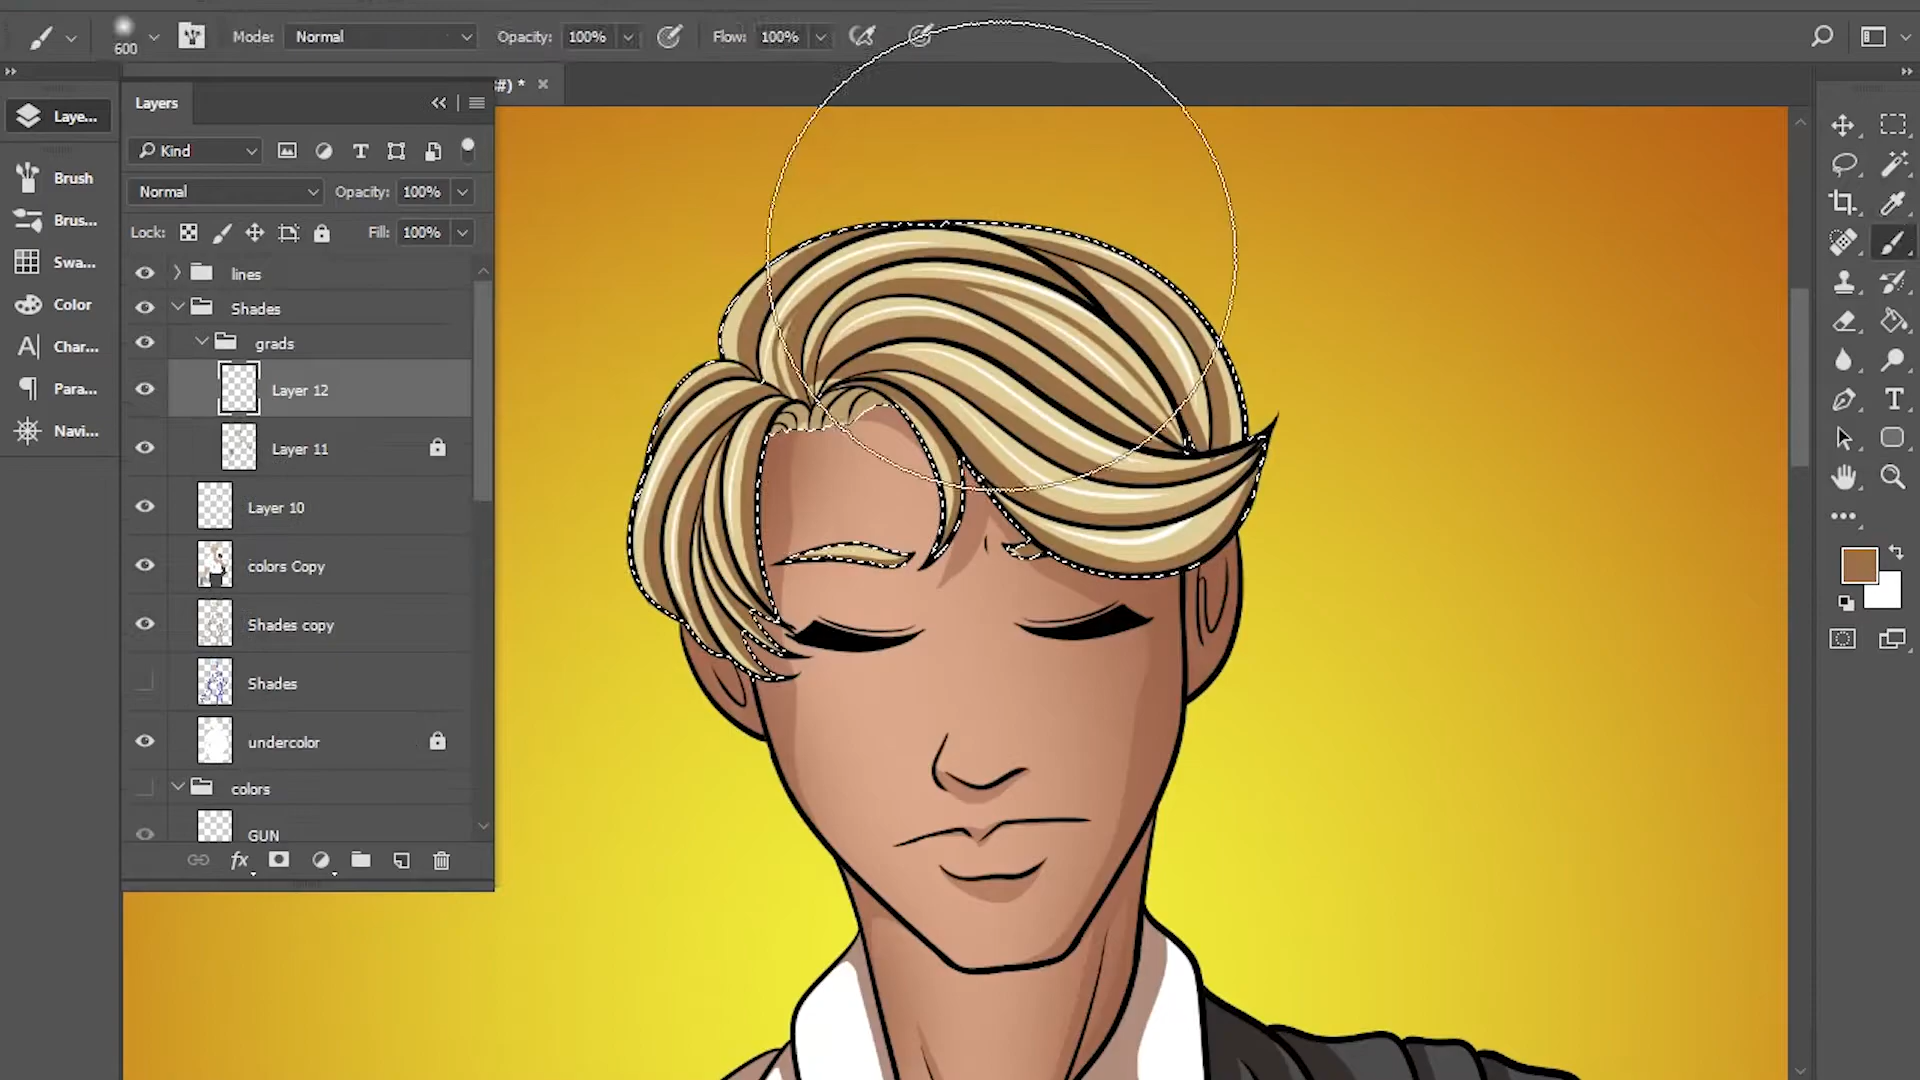 600 Mode: Normal Opacity: 100% Flow: 100%
#) *
Laye...
Brush
Brus...
Swa...
Color
Char...
Para...
Navi...
Layers
Kind
Normal Opacity: 100%
Lock: Fill: 100%
lines
Shades
grads
Layer 12
Layer 11
Layer 10
colors Copy
Shades copy
Shades
undercolor
colors
GUN
fx